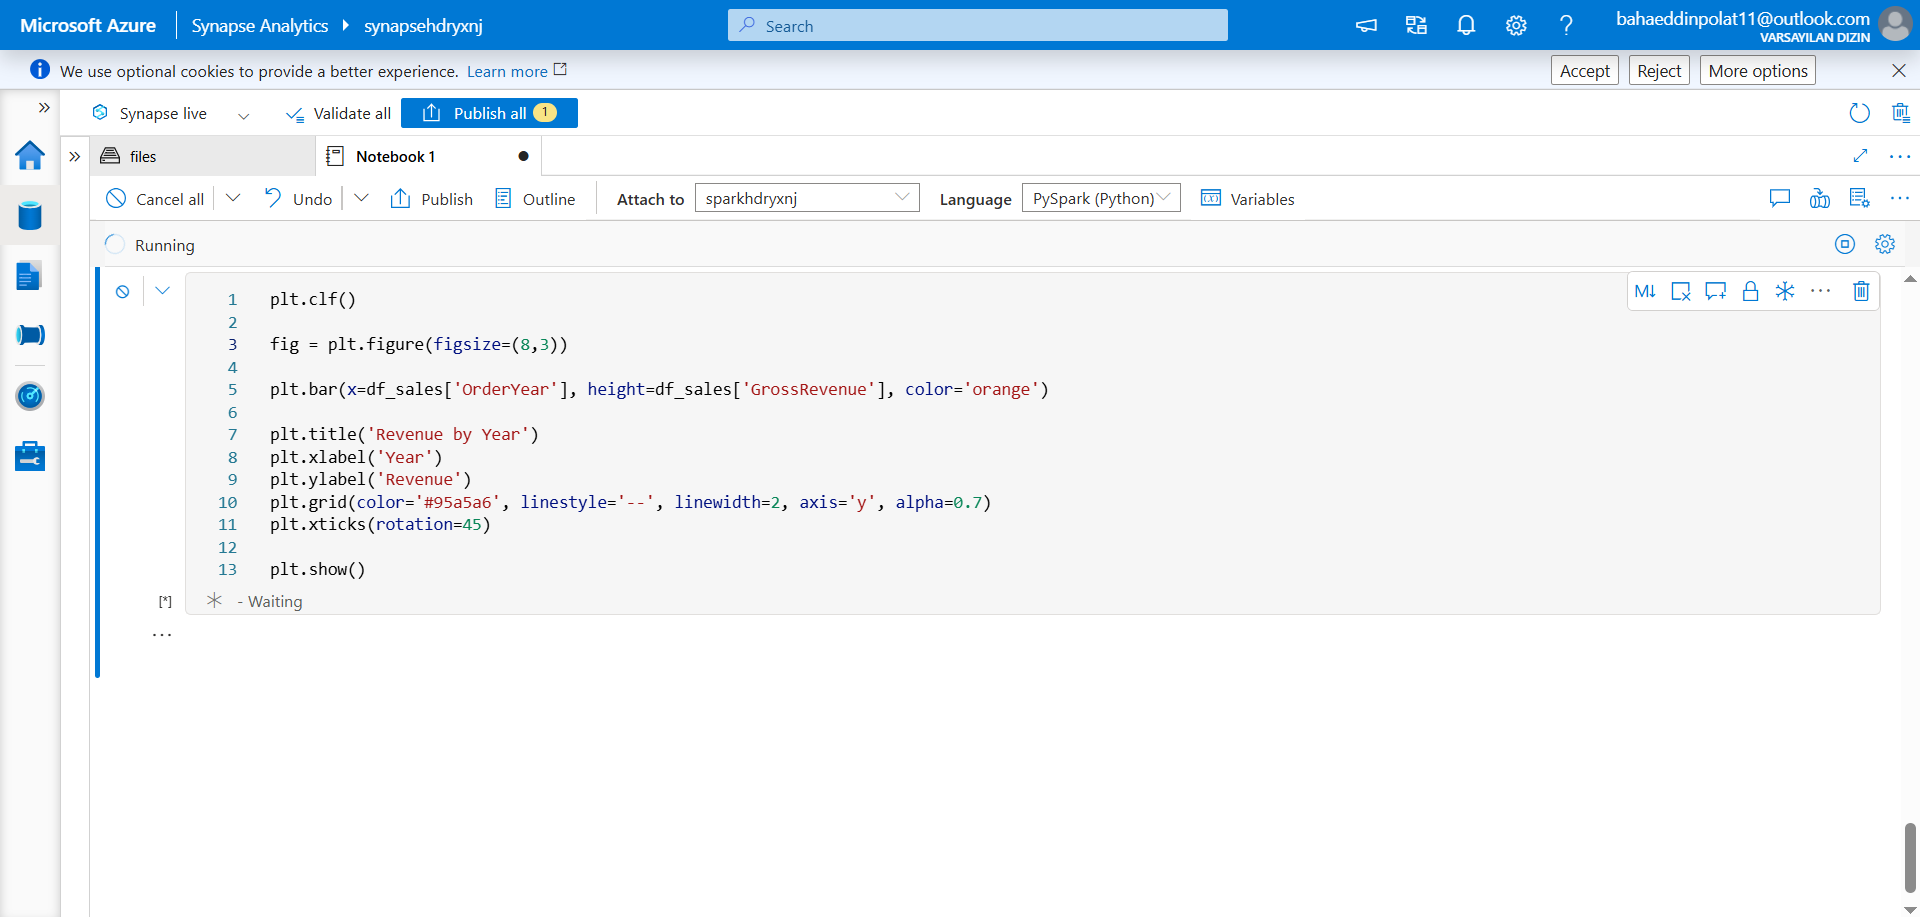 Microsoft Azure
Synapse Analytics
synapsehdryxnj
Search
bahaeddinpolat11@outlook.com
VARSAYILAN DIZIN
We use optional cookies to provide a better experience. Learn more
Accept
Reject
More options
Synapse live
Validate all
Publish all 1
files
Notebook 1
Cancel all
Undo
Publish
Outline
Attach to
sparkhdryxnj
Language
PySpark (Python)
Variables
Running
1 plt.clf()
2
3 fig = plt.figure(figsize=(8,3))
4
5 plt.bar(x=df_sales['OrderYear'], height=df_sales['GrossRevenue'], color='orange')
6
7 plt.title('Revenue by Year')
8 plt.xlabel('Year')
9 plt.ylabel('Revenue')
10 plt.grid(color='#95a5a6', linestyle='--', linewidth=2, axis='y', alpha=0.7)
11 plt.xticks(rotation=45)
12
13 plt.show()
M↓
[*]
- Waiting